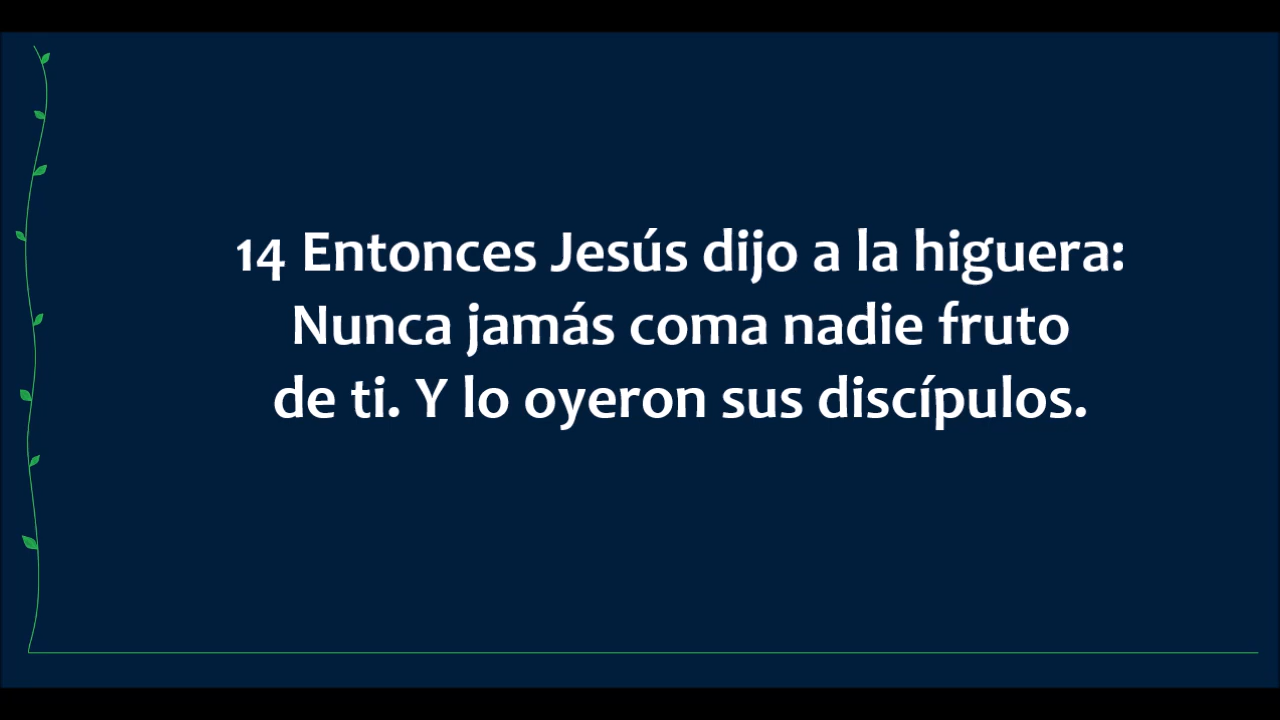 14 Entonces Jesús dijo a la higuera:
Nunca jamás coma nadie fruto
de ti. Y lo oyeron sus discípulos.